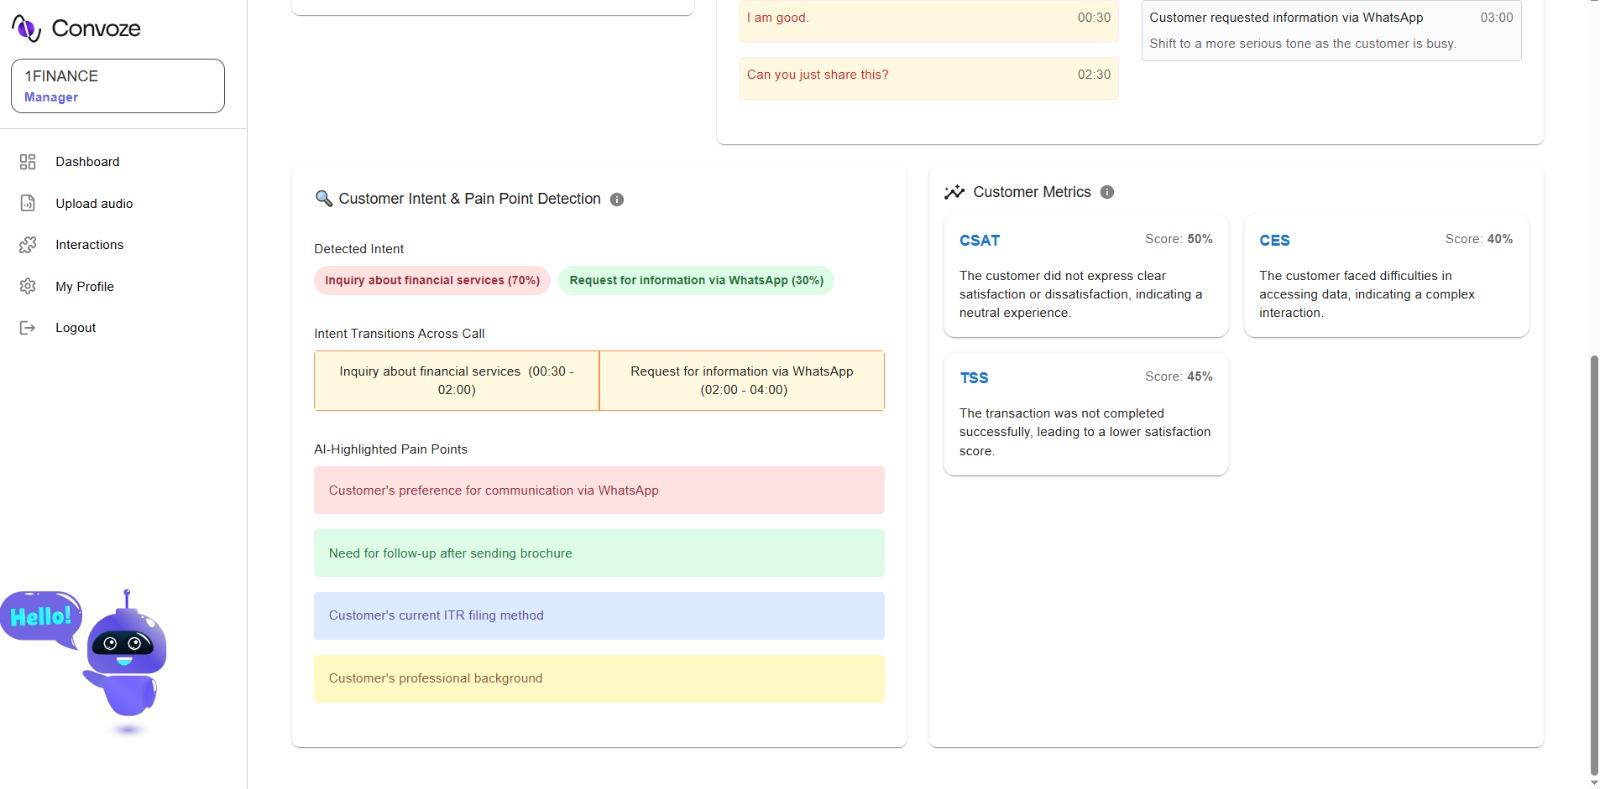 Convoze
1FINANCE
Manager
Dashboard
Upload audio
Interactions
My Profile
Logout
Hello!
I am good. 00:30
Can you just share this? 02:30
Customer requested information via WhatsApp 03:00
Shift to a more serious tone as the customer is busy.
Customer Intent & Pain Point Detection
Detected Intent
Inquiry about financial services (70%)
Request for information via WhatsApp (30%)
Intent Transitions Across Call
Inquiry about financial services (00:30 -
02:00)
Request for information via WhatsApp
(02:00 - 04:00)
AI-Highlighted Pain Points
Customer's preference for communication via WhatsApp
Need for follow-up after sending brochure
Customer's current ITR filing method
Customer's professional background
Customer Metrics
CSAT Score: 50%
The customer did not express clear
satisfaction or dissatisfaction, indicating a
neutral experience.
CES Score: 40%
The customer faced difficulties in
accessing data, indicating a complex
interaction.
TSS Score: 45%
The transaction was not completed
successfully, leading to a lower satisfaction
score.